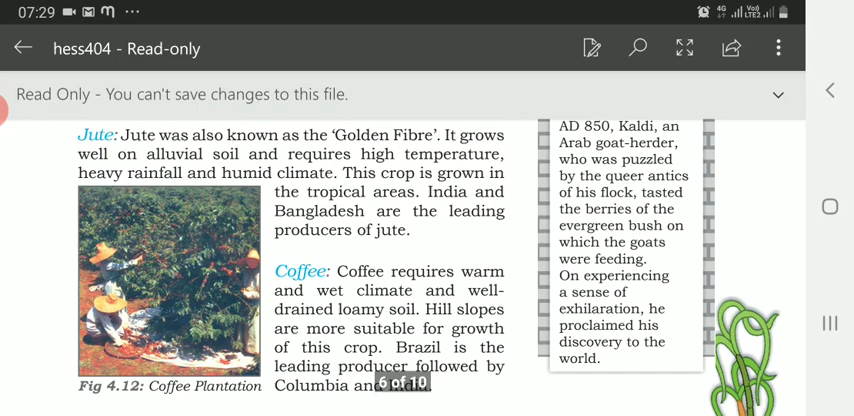 07:29
4G
Vo))
LTE2
hess404 - Read-only
Read Only - You can't save changes to this file.
Jute: Jute was also known as the 'Golden Fibre'. It grows
well on alluvial soil and requires high temperature,
heavy rainfall and humid climate. This crop is grown in
the tropical areas. India and
Bangladesh are the leading
producers of jute.
Coffee: Coffee requires warm
and wet climate and well-
drained loamy soil. Hill slopes
are more suitable for growth
of this crop. Brazil is the
leading producer followed by
Columbia and India.
6 of 10
Fig 4.12: Coffee Plantation
AD 850, Kaldi, an
Arab goat-herder,
who was puzzled
by the queer antics
of his flock, tasted
the berries of the
evergreen bush on
which the goats
were feeding.
On experiencing
a sense of
exhilaration, he
proclaimed his
discovery to the
world.